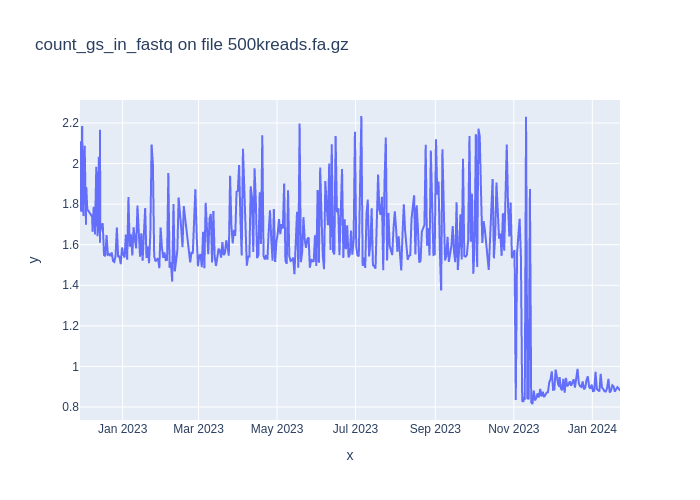 count_gs_in_fastq on file 500kreads.fa.gz
2.2
2
1.8
1.6
1.4
1.2
1
0.8
y
Jan 2023 Mar 2023 May 2023 Jul 2023 Sep 2023 Nov 2023 Jan 2024
x